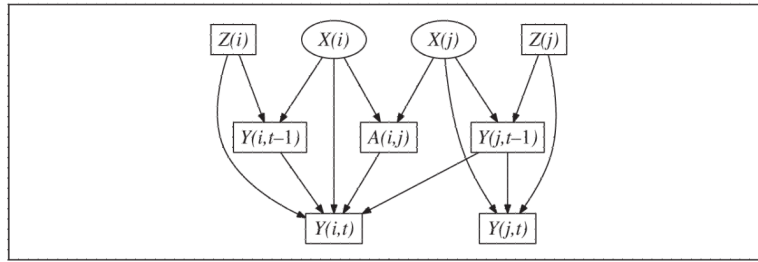 Z(i) X(i) X(j) Z(j)
Y(i,t–1) A(i,j) Y(j,t–1)
Y(i,t) Y(j,t)